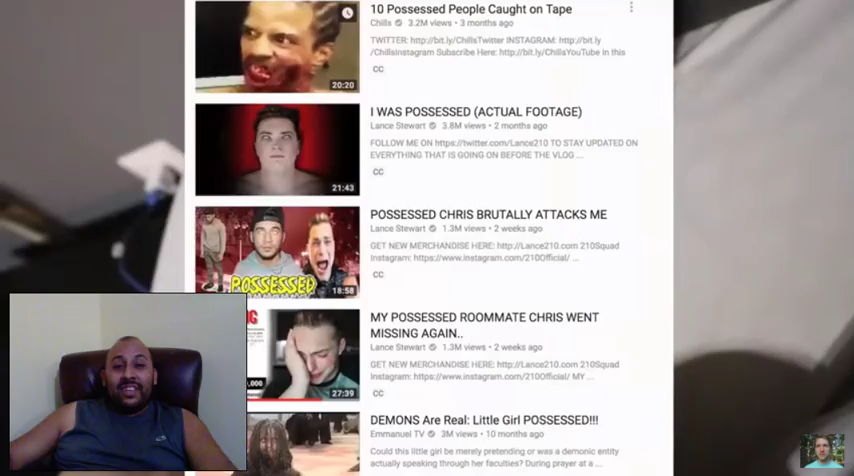 10 Possessed People Caught on Tape
Chills 3.2M views • 3 months ago
TWITTER: http://bit.ly/ChillsTwitter INSTAGRAM: http://bit.ly
/ChillsInstagram Subscribe Here: http://bit.ly/ChillsYouTube in this
CC
20:20
I WAS POSSESSED (ACTUAL FOOTAGE)
Lance Stewart 3.8M views • 2 months ago
FOLLOW ME ON https://twitter.com/Lance210 TO STAY UPDATED ON
EVERYTHING THAT IS GOING ON BEFORE THE VLOG ...
CC
21:43
POSSESSED CHRIS BRUTALLY ATTACKS ME
Lance Stewart 1.3M views • 2 weeks ago
GET NEW MERCHANDISE HERE: http://Lance210.com 210Squad
Instagram: https://www.instagram.com/210Official/ ...
CC
POSSESSED
18:58
MY POSSESSED ROOMMATE CHRIS WENT
MISSING AGAIN..
Lance Stewart 1.3M views • 2 weeks ago
GET NEW MERCHANDISE HERE: http://Lance210.com 210Squad
Instagram: https://www.instagram.com/210Official/ MY ...
CC
27:39
DEMONS Are Real: Little Girl POSSESSED!!!
Emmanuel TV 3M views • 10 months ago
Could this little girl be merely pretending or was a demonic entity
actually speaking through her faculties? During prayer at a ...